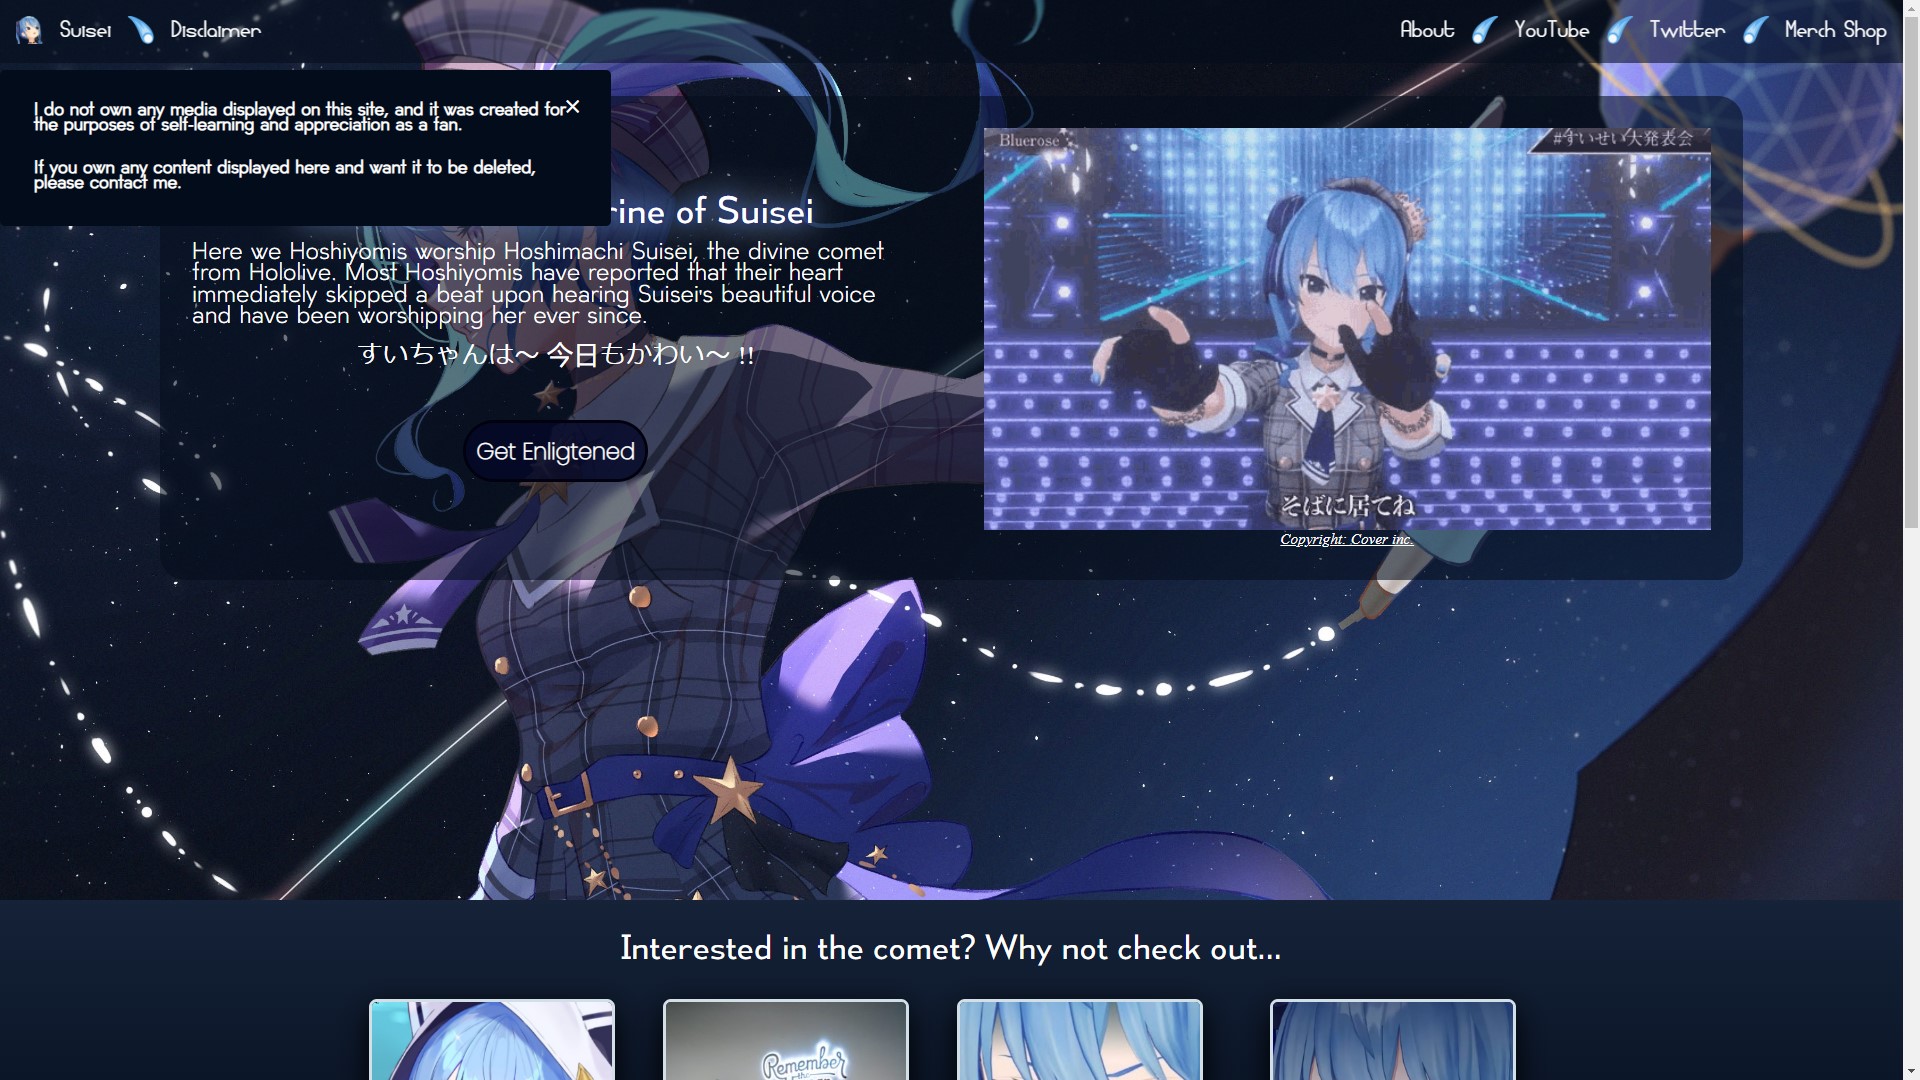 Suisei
Disclaimer
About
YouTube
Twitter
Merch Shop
I do not own any media displayed on this site, and it was created for
the purposes of self-learning and appreciation as a fan.
If you own any content displayed here and want it to be deleted,
please contact me.
rine of Suisei
Here we Hoshiyomis worship Hoshimachi Suisei, the divine comet
from Hololive. Most Hoshiyomis have reported that their heart
immediately skipped a beat upon hearing Suisei's beautiful voice
and have been worshipping her ever since.
すいちゃんは～ 今日もかわい～ !!
Get Enligtened
Bluerose
#すいせい大発表会
そばに居てね
Copyright: Cover inc.
Interested in the comet? Why not check out...
Remember